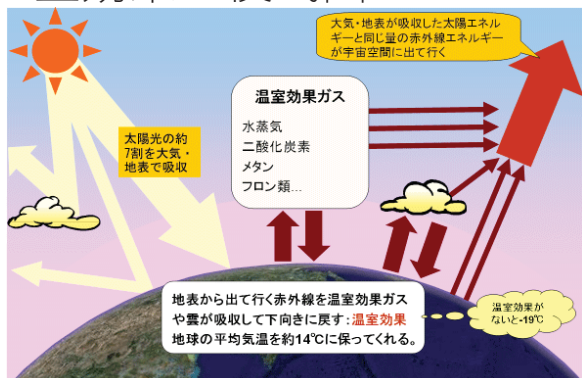 大気・地表が吸収した太陽エネル
ギーと同じ量の赤外線エネルギー
が宇宙空間に出て行く
温室効果ガス
水蒸気
二酸化炭素
メタン
フロン類…
太陽光の約
7割を大気・
地表で吸収
地表から出て行く赤外線を温室効果ガス
や雲が吸収して下向きに戻す：温室効果
地球の平均気温を約14℃に保ってくれる。
温室効果が
ないと-19℃